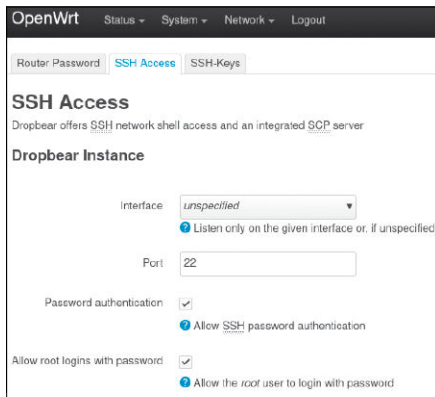 OpenWrt Status System Network Logout
Router Password SSH Access SSH-Keys
SSH Access
Dropbear offers SSH network shell access and an integrated SCP server
Dropbear Instance
Interface unspecified
Listen only on the given interface or, if unspecified
Port 22
Password authentication
Allow SSH password authentication
Allow root logins with password
Allow the root user to login with password